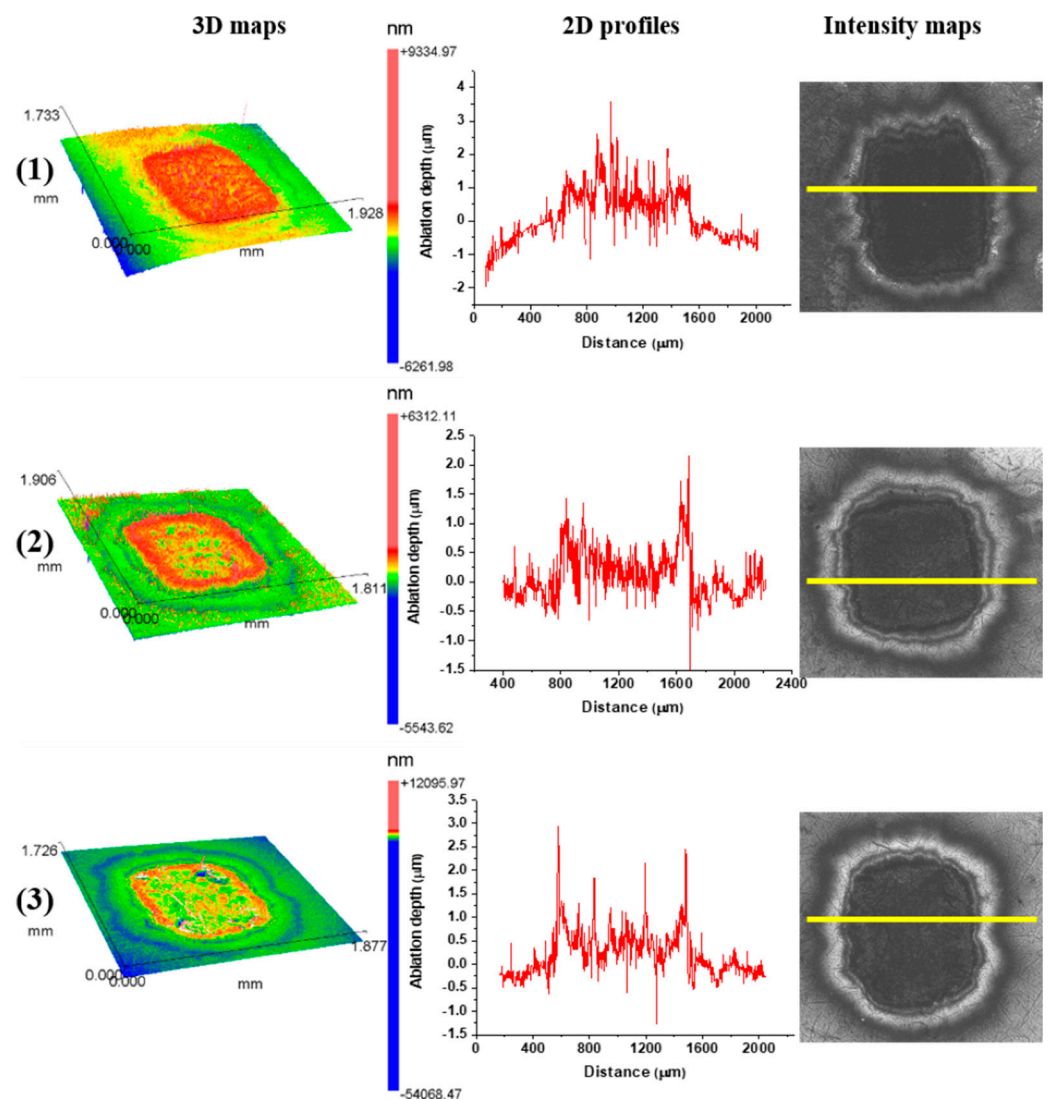 3D maps
2D profiles
Intensity maps
(1)
nm
+9334.97
-6261.98
1.733
mm
0.000
0.000
mm
1.928
Ablation depth (µm)
4
3
2
1
0
-1
-2
0 400 800 1200 1600 2000
Distance (µm)
(2)
nm
+6312.11
-5543.62
1.906
mm
0.000
0.000
mm
1.811
Ablation depth (µm)
2.5
2.0
1.5
1.0
0.5
0.0
-0.5
-1.0
-1.5
400 800 1200 1600 2000 2400
Distance (µm)
(3)
nm
+12095.97
-54068.47
1.726
mm
0.000
0.000
mm
1.877
Ablation depth (µm)
3.5
3.0
2.5
2.0
1.5
1.0
0.5
0.0
-0.5
-1.0
-1.5
0 400 800 1200 1600 2000
Distance (µm)